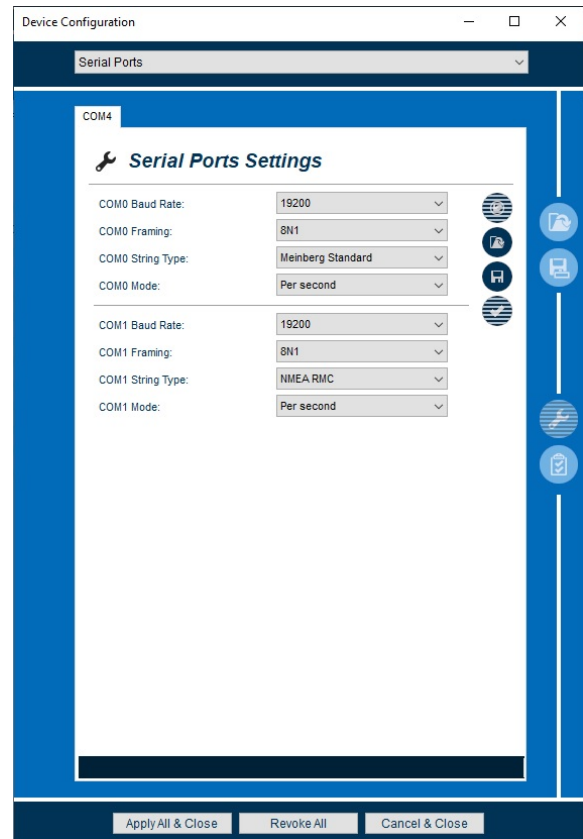 Device Configuration
Serial Ports
COM4
Serial Ports Settings
COM0 Baud Rate: 19200
COM0 Framing: 8N1
COM0 String Type: Meinberg Standard
COM0 Mode: Per second
COM1 Baud Rate: 19200
COM1 Framing: 8N1
COM1 String Type: NMEA RMC
COM1 Mode: Per second
Apply All & Close Revoke All Cancel & Close